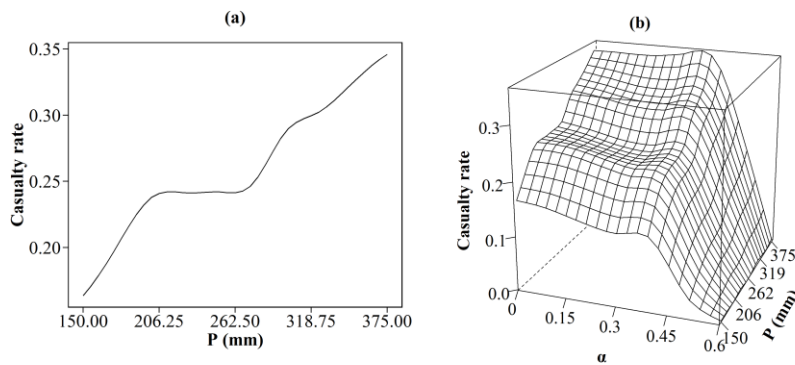 (a)
0.35
0.30
0.25
0.20
Casualty rate
150.00 206.25 262.50 318.75 375.00
P (mm)
(b)
0.3
0.2
0.1
0.0
Casualty rate
0 0.15 0.3 0.45 0.6
α
150 206 262 319 375
P (mm)